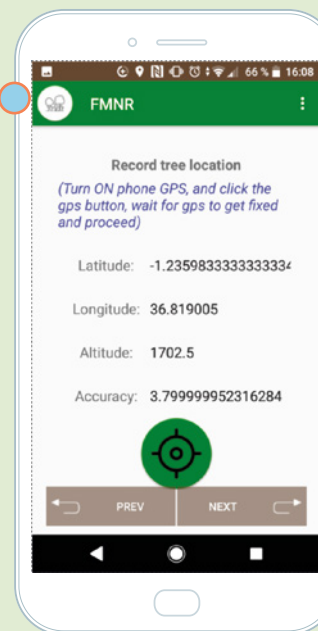 66 % 16:08
FMNR
Record tree location
(Turn ON phone GPS, and click the
gps button, wait for gps to get fixed
and proceed)
Latitude: -1.235983333333333
Longitude: 36.819005
Altitude: 1702.5
Accuracy: 3.799999952316284
PREV NEXT